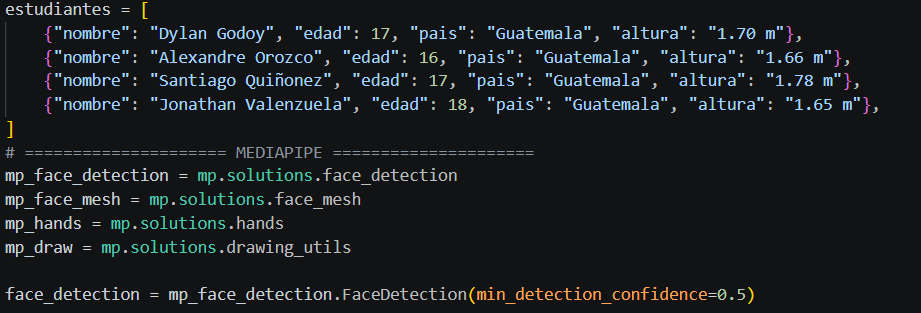 estudiantes = [
    {"nombre": "Dylan Godoy", "edad": 17, "pais": "Guatemala", "altura": "1.70 m"},
    {"nombre": "Alexandre Orozco", "edad": 16, "pais": "Guatemala", "altura": "1.66 m"},
    {"nombre": "Santiago Quiñonez", "edad": 17, "pais": "Guatemala", "altura": "1.78 m"},
    {"nombre": "Jonathan Valenzuela", "edad": 18, "pais": "Guatemala", "altura": "1.65 m"},
]
# ===================== MEDIAPIPE =====================
mp_face_detection = mp.solutions.face_detection
mp_face_mesh = mp.solutions.face_mesh
mp_hands = mp.solutions.hands
mp_draw = mp.solutions.drawing_utils
face_detection = mp_face_detection.FaceDetection(min_detection_confidence=0.5)